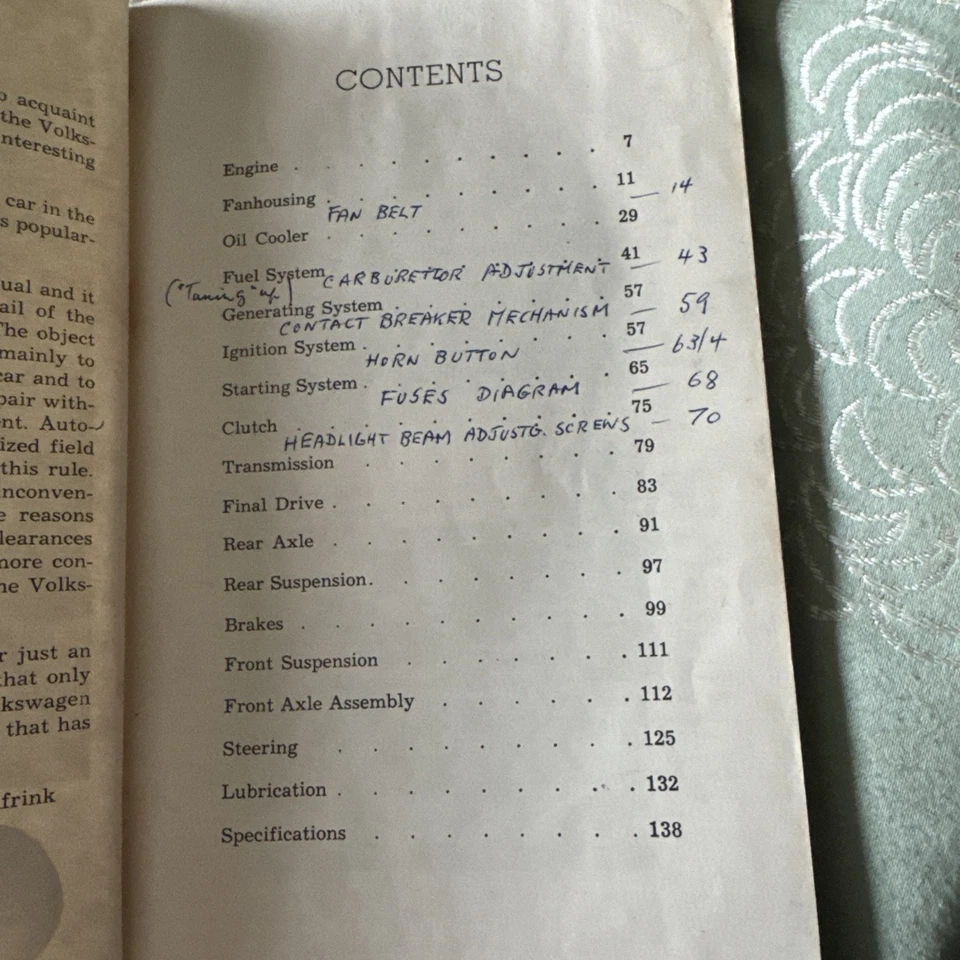 o acquaint
the Volks-
nteresting
car in the
s popular-
ual and it
ail of the
The object
mainly to
car and to
pair with-
nt. Auto-
ized field
this rule.
inconven-
e reasons
learances
more con-
he Volks-
r just an
that only
kswagen
that has
frink
CONTENTS
Engine . . . . . . . . . 7
Fanhousing . . . . . . . . 11
FAN BELT — 14
Oil Cooler . . . . . . . . 29
Fuel System 41
CARBURETTOR ADJUSTMENT — 43
("Tuning" up)
Generating System . . . . . . 57
CONTACT BREAKER MECHANISM — 59
Ignition System . . . . . . . 57
HORN BUTTON — 63/4
Starting System . . . . . . . 65
FUSES DIAGRAM — 68
Clutch . . . . . . . . 75
HEADLIGHT BEAM ADJUSTG. SCREWS — 70
Transmission . . . . . . . 79
Final Drive . . . . . . . . 83
Rear Axle . . . . . . . . 91
Rear Suspension. . . . . . . 97
Brakes . . . . . . . . . 99
Front Suspension . . . . . . . 111
Front Axle Assembly . . . . . . 112
Steering . . . . . . . . 125
Lubrication . . . . . . . . 132
Specifications . . . . . . . 138